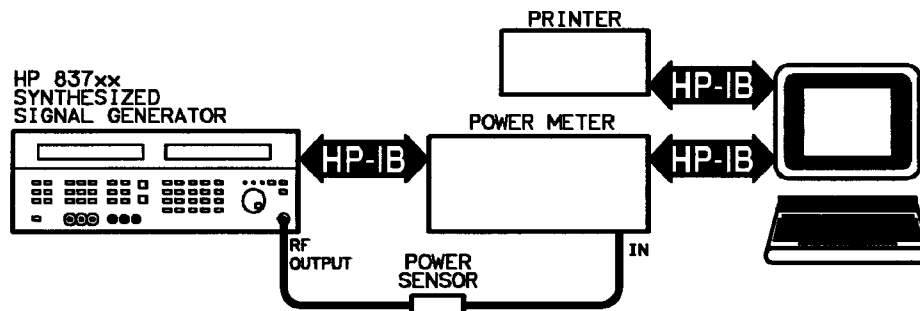 PRINTER
HP-IB
HP 837xx
SYNTHESIZED
SIGNAL GENERATOR
POWER METER
HP-IB
HP-IB
RF
OUTPUT
IN
POWER
SENSOR